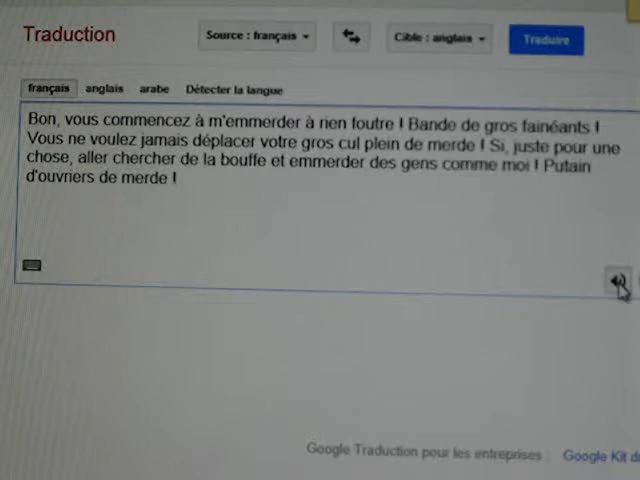 Traduction
Source : français
Cible : anglais
Traduire
français anglais arabe Détecter la langue
Bon, vous commencez à m'emmerder à rien foutre ! Bande de gros fainéants !
Vous ne voulez jamais déplacer votre gros cul plein de merde ! Si, juste pour une
chose, aller chercher de la bouffe et emmerder des gens comme moi ! Putain
d'ouvriers de merde !
Google Traduction pour les entreprises : Google Kit du